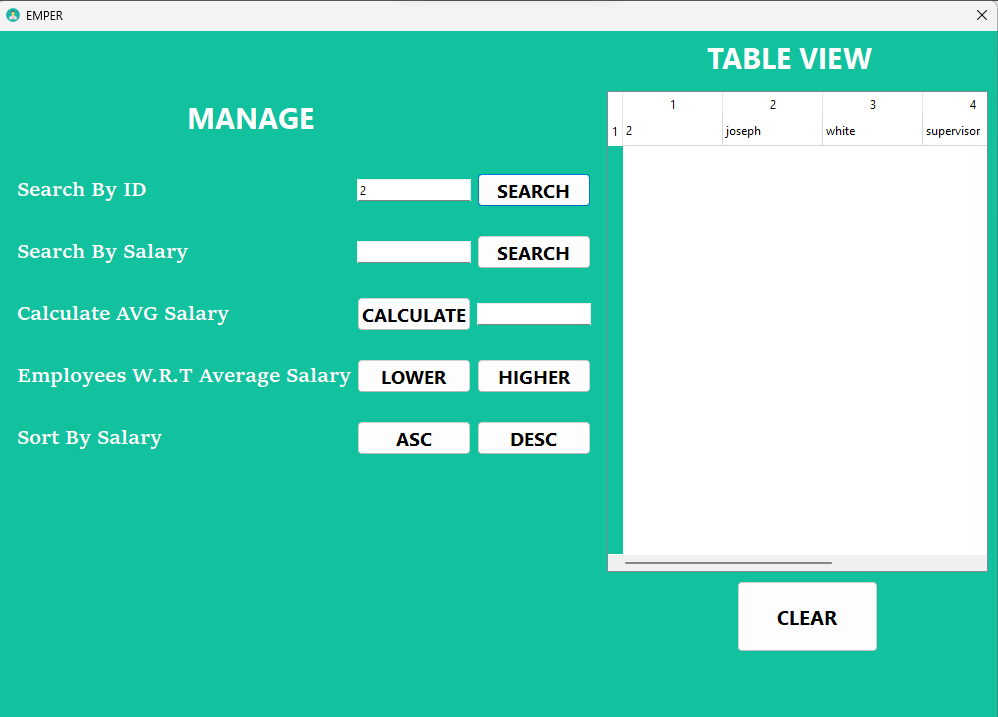 EMPER
TABLE VIEW
MANAGE
1 2 3 4
1 2 joseph white supervisor
Search By ID 2 SEARCH
Search By Salary SEARCH
Calculate AVG Salary CALCULATE
Employees W.R.T Average Salary LOWER HIGHER
Sort By Salary ASC DESC
CLEAR